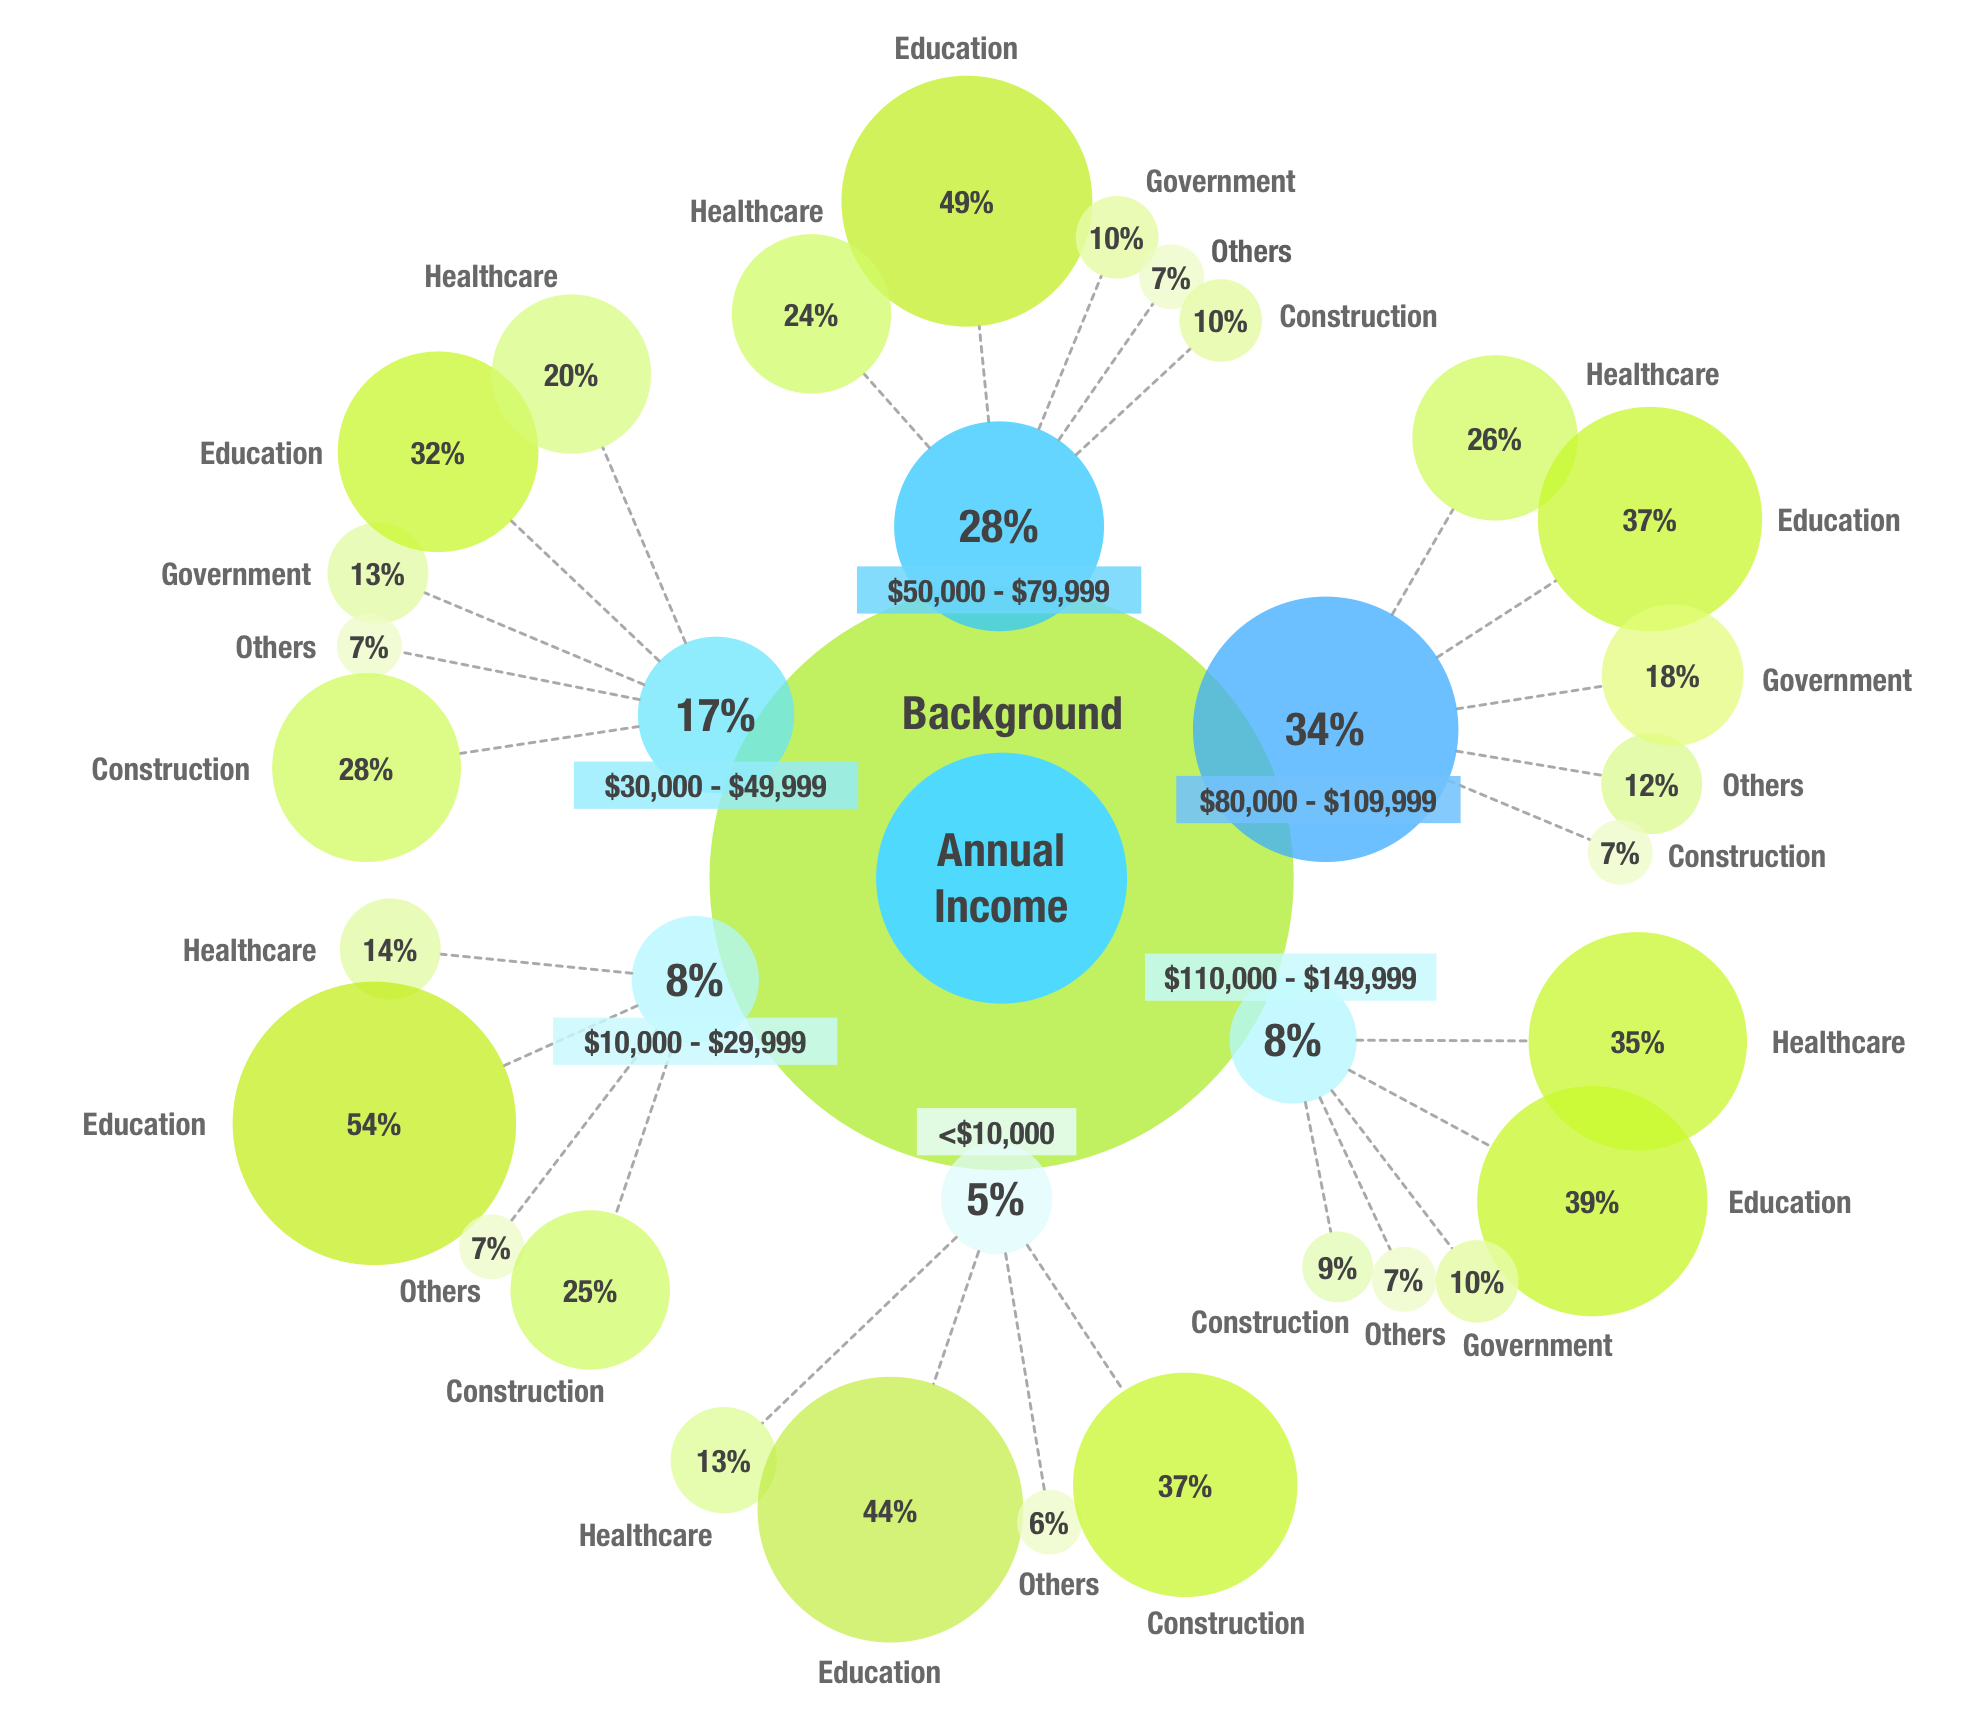 Education
49%
Government
10%
Healthcare
24%
Others
7%
Construction
10%
28%
$50,000 - $79,999
Healthcare
20%
Education
32%
Government
13%
Others
7%
Construction
28%
17%
$30,000 - $49,999
Healthcare
26%
Education
37%
Government
18%
Others
12%
Construction
7%
34%
$80,000 - $109,999
Background
Annual
Income
Healthcare
14%
Education
54%
Others
7%
Construction
25%
8%
$10,000 - $29,999
$110,000 - $149,999
8%
Healthcare
35%
Education
39%
Government
10%
Others
7%
Construction
9%
<$10,000
5%
Healthcare
13%
Education
44%
Others
6%
Construction
37%